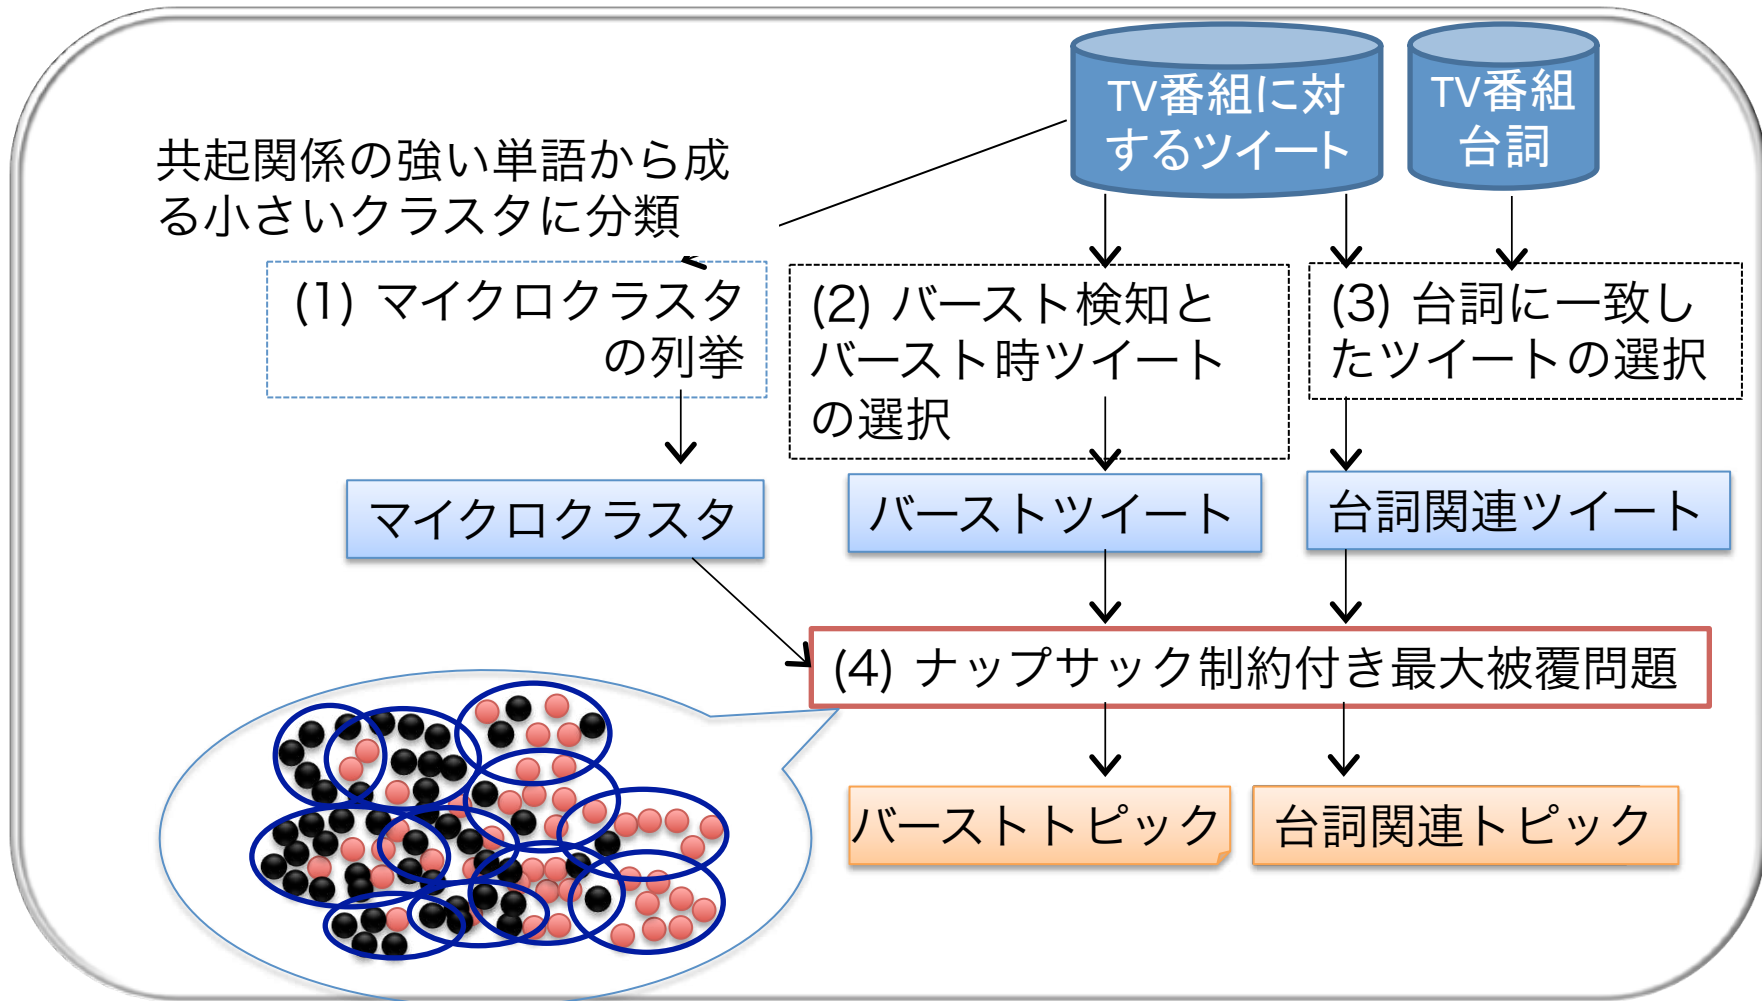 TV番組に対
するツイート
TV番組
台詞
共起関係の強い単語から成
る小さいクラスタに分類
(1) マイクロクラスタ
の列挙
(2) バースト検知と
バースト時ツイート
の選択
(3) 台詞に一致し
たツイートの選択
マイクロクラスタ
バーストツイート
台詞関連ツイート
(4) ナップサック制約付き最大被覆問題
バーストトピック
台詞関連トピック